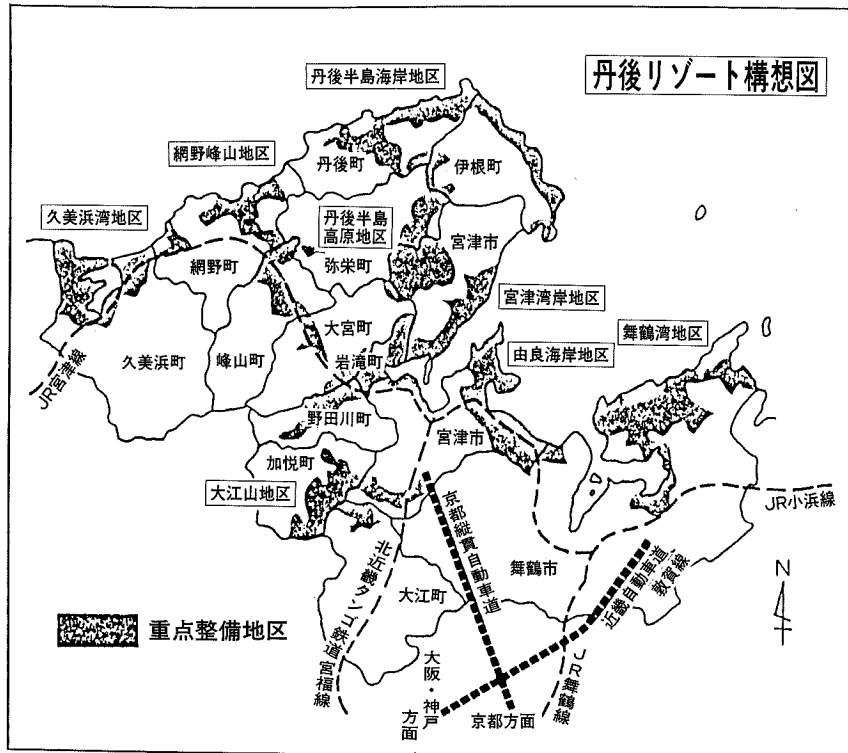 丹後リゾート構想図
丹後半島海岸地区
網野峰山地区
丹後町
伊根町
久美浜湾地区
丹後半島
高原地区
宮津市
網野町
弥栄町
宮津湾岸地区
大宮町
舞鶴湾地区
由良海岸地区
久美浜町
峰山町
岩滝町
JR宮津線
野田川町
宮津市
加悦町
大江山地区
京都縦貫自動車道
JR小浜線
北近畿タンゴ鉄道宮福線
大江町
舞鶴市
近畿自動車道
敦賀線
N
重点整備地区
大阪・神戸
方面
京都方面
JR舞鶴線